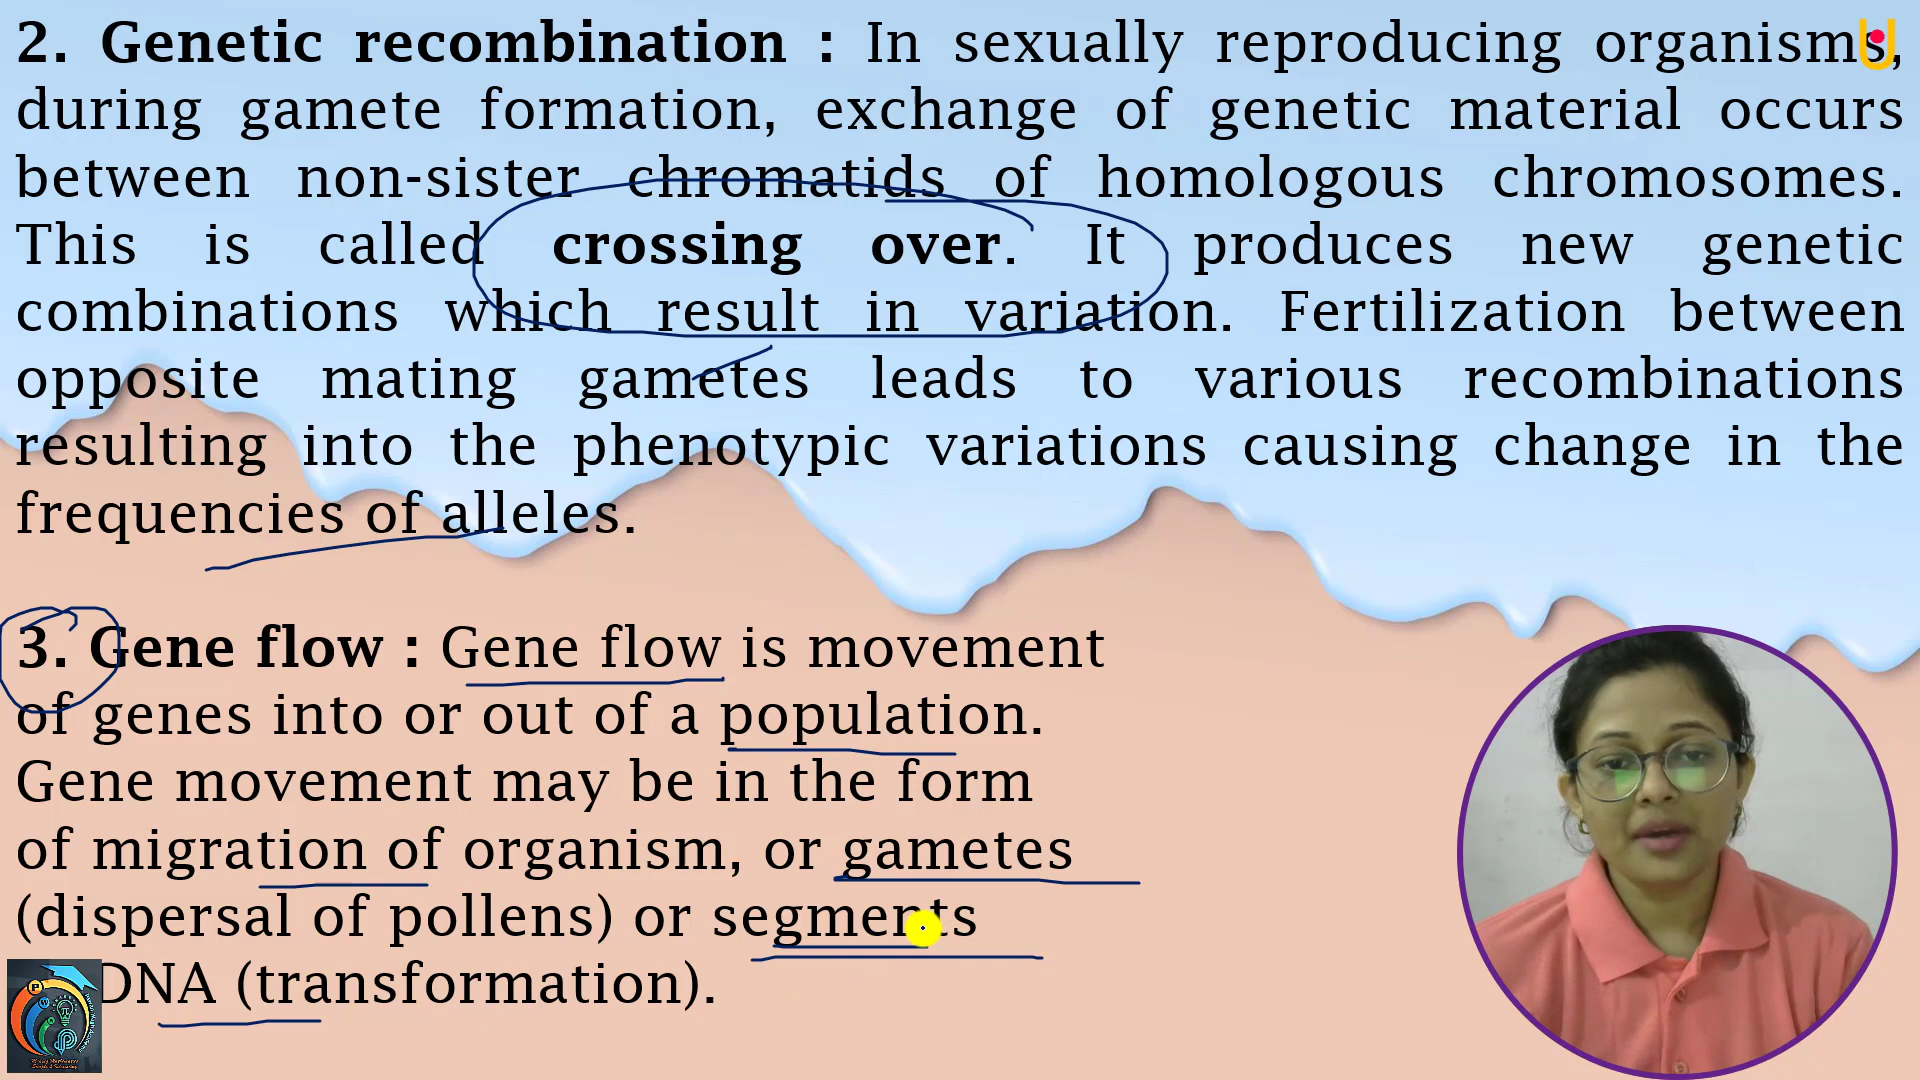 2. Genetic recombination : In sexually reproducing organisms,
during gamete formation, exchange of genetic material occurs
between non-sister chromatids of homologous chromosomes.
This is called crossing over. It produces new genetic
combinations which result in variation. Fertilization between
opposite mating gametes leads to various recombinations
resulting into the phenotypic variations causing change in the
frequencies of alleles.
3. Gene flow : Gene flow is movement
of genes into or out of a population.
Gene movement may be in the form
of migration of organism, or gametes
(dispersal of pollens) or segments
DNA (transformation).